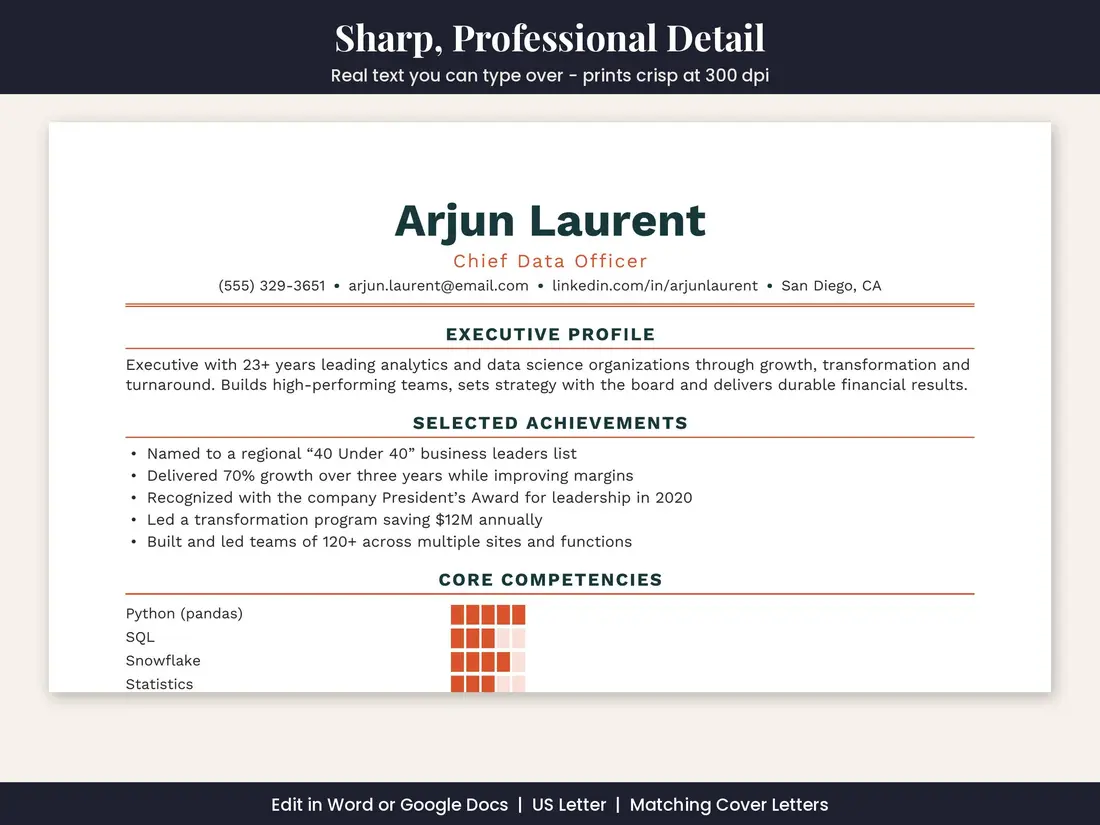 Sharp, Professional Detail
Real text you can type over - prints crisp at 300 dpi
Arjun Laurent
Chief Data Officer
(555) 329-3651 • arjun.laurent@email.com • linkedin.com/in/arjunlaurent • San Diego, CA
EXECUTIVE PROFILE
Executive with 23+ years leading analytics and data science organizations through growth, transformation and
turnaround. Builds high-performing teams, sets strategy with the board and delivers durable financial results.
SELECTED ACHIEVEMENTS
• Named to a regional “40 Under 40” business leaders list
• Delivered 70% growth over three years while improving margins
• Recognized with the company President’s Award for leadership in 2020
• Led a transformation program saving $12M annually
• Built and led teams of 120+ across multiple sites and functions
CORE COMPETENCIES
Python (pandas)
SQL
Snowflake
Statistics
Edit in Word or Google Docs | US Letter | Matching Cover Letters